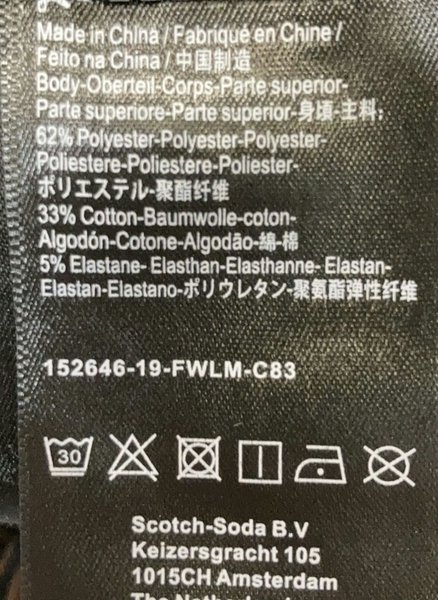 Made in China / Fabriqué en Chine /
Feito na China / 中国制造
Body-Oberteil-Corps-Parte superior-
Parte superiore-Parte superior-身頃-主料:
62% Polyester-Polyester-Polyester-
Poliestere-Poliestere-Poliester-
ポリエステル-聚酯纤维
33% Cotton-Baumwolle-coton-
Algodón-Cotone-Algodão-綿-棉
5% Elastane- Elasthan-Elasthanne- Elastan-
Elastan-Elastano-ポリウレタン-聚氨酯弹性纤维
152646-19-FWLM-C83
30
Scotch-Soda B.V
Keizersgracht 105
1015CH Amsterdam
The Netherlands